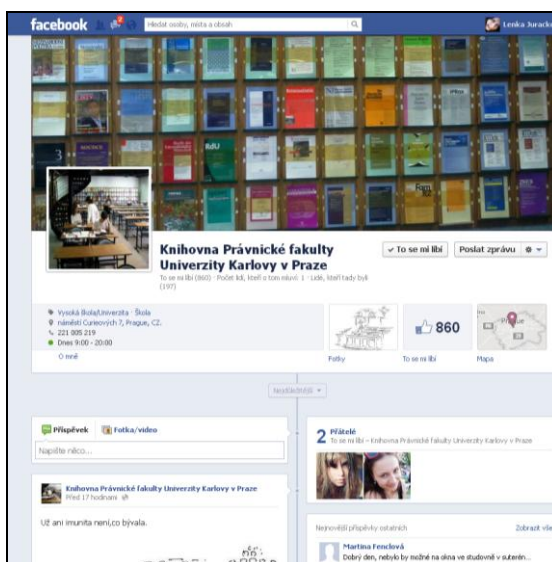 facebook
2
Hledat osoby, místa a obsah
Lenka Juracko
RdU
Knihovna Právnické fakulty
Univerzity Karlovy v Praze
To se mi líbí
Poslat zprávu
To se mi líbí (860) · Počet lidí, kteří o tom mluví: 1 · Lidé, kteří tady byli
(197)
Vysoká škola/Univerzita · Škola
náměstí Curieových 7, Prague, CZ.
221 005 219
Dnes 9:00 - 20:00
O mně
860
Prague
Fotky
To se mi líbí
Mapa
Nejdůležitější
Příspěvek
Fotka/video
Napište něco...
2 Přátelé
To se mi líbí – Knihovna Právnické fakulty Univerzity Karlovy v Praze
Knihovna Právnické fakulty Univerzity Karlovy v Praze
Před 17 hodinami
Už ani imunita není,co bývala.
Nejnovější příspěvky ostatních
Zobrazit vše
Martina Fenclová
Dobrý den, nebylo by možné na okna ve studovně v suterén...